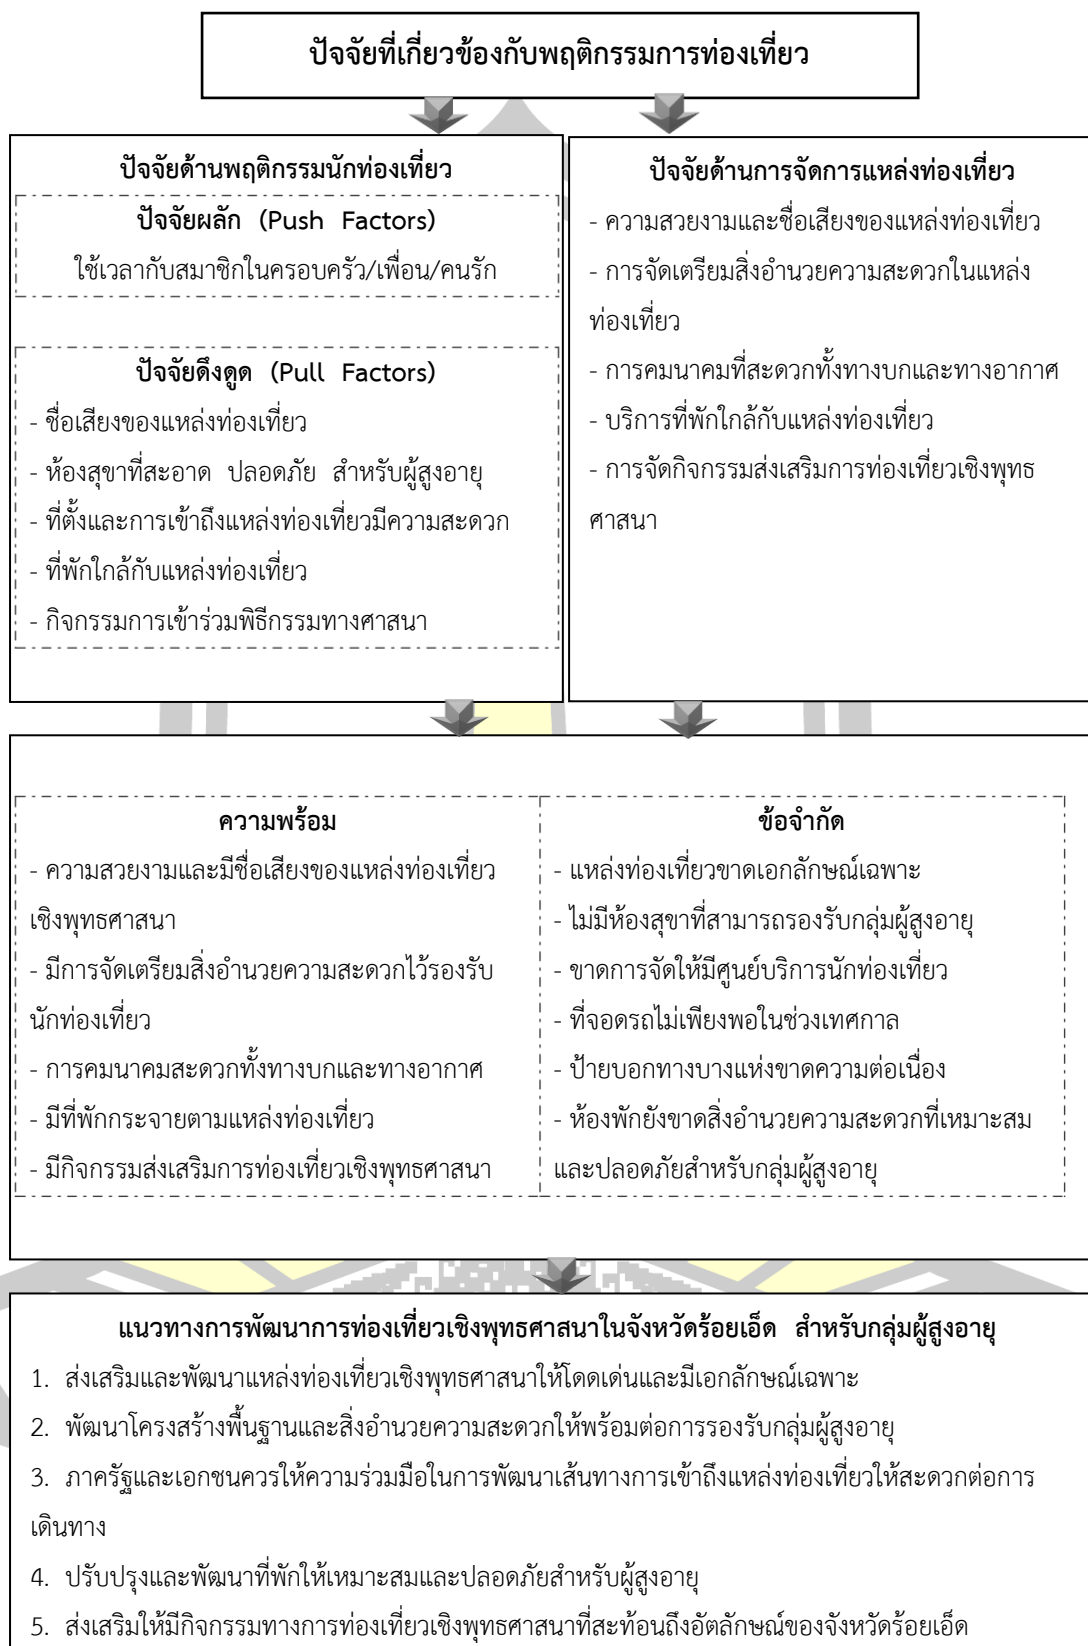 ปัจจัยที่เกี่ยวข้องกับพฤติกรรมการท่องเที่ยว
ปัจจัยด้านพฤติกรรมนักท่องเที่ยว
ปัจจัยผลัก (Push Factors)
ใช้เวลากับสมาชิกในครอบครัว/เพื่อน/คนรัก
ปัจจัยดึงดูด (Pull Factors)
- ชื่อเสียงของแหล่งท่องเที่ยว
- ห้องสุขาที่สะอาด ปลอดภัย สำหรับผู้สูงอายุ
- ที่ตั้งและการเข้าถึงแหล่งท่องเที่ยวมีความสะดวก
- ที่พักใกล้กับแหล่งท่องเที่ยว
- กิจกรรมการเข้าร่วมพิธีกรรมทางศาสนา
ปัจจัยด้านการจัดการแหล่งท่องเที่ยว
- ความสวยงามและชื่อเสียงของแหล่งท่องเที่ยว
- การจัดเตรียมสิ่งอำนวยความสะดวกในแหล่ง
ท่องเที่ยว
- การคมนาคมที่สะดวกทั้งทางบกและทางอากาศ
- บริการที่พักใกล้กับแหล่งท่องเที่ยว
- การจัดกิจกรรมส่งเสริมการท่องเที่ยวเชิงพุทธ
ศาสนา
ความพร้อม
- ความสวยงามและมีชื่อเสียงของแหล่งท่องเที่ยว
เชิงพุทธศาสนา
- มีการจัดเตรียมสิ่งอำนวยความสะดวกไว้รองรับ
นักท่องเที่ยว
- การคมนาคมสะดวกทั้งทางบกและทางอากาศ
- มีที่พักกระจายตามแหล่งท่องเที่ยว
- มีกิจกรรมส่งเสริมการท่องเที่ยวเชิงพุทธศาสนา
ข้อจำกัด
- แหล่งท่องเที่ยวขาดเอกลักษณ์เฉพาะ
- ไม่มีห้องสุขาที่สามารถรองรับกลุ่มผู้สูงอายุ
- ขาดการจัดให้มีศูนย์บริการนักท่องเที่ยว
- ที่จอดรถไม่เพียงพอในช่วงเทศกาล
- ป้ายบอกทางบางแห่งขาดความต่อเนื่อง
- ห้องพักยังขาดสิ่งอำนวยความสะดวกที่เหมาะสม
และปลอดภัยสำหรับกลุ่มผู้สูงอายุ
แนวทางการพัฒนาการท่องเที่ยวเชิงพุทธศาสนาในจังหวัดร้อยเอ็ด สำหรับกลุ่มผู้สูงอายุ
1. ส่งเสริมและพัฒนาแหล่งท่องเที่ยวเชิงพุทธศาสนาให้โดดเด่นและมีเอกลักษณ์เฉพาะ
2. พัฒนาโครงสร้างพื้นฐานและสิ่งอำนวยความสะดวกให้พร้อมต่อการรองรับกลุ่มผู้สูงอายุ
3. ภาครัฐและเอกชนควรให้ความร่วมมือในการพัฒนาเส้นทางการเข้าถึงแหล่งท่องเที่ยวให้สะดวกต่อการ
เดินทาง
4. ปรับปรุงและพัฒนาที่พักให้เหมาะสมและปลอดภัยสำหรับผู้สูงอายุ
5. ส่งเสริมให้มีกิจกรรมทางการท่องเที่ยวเชิงพุทธศาสนาที่สะท้อนถึงอัตลักษณ์ของจังหวัดร้อยเอ็ด